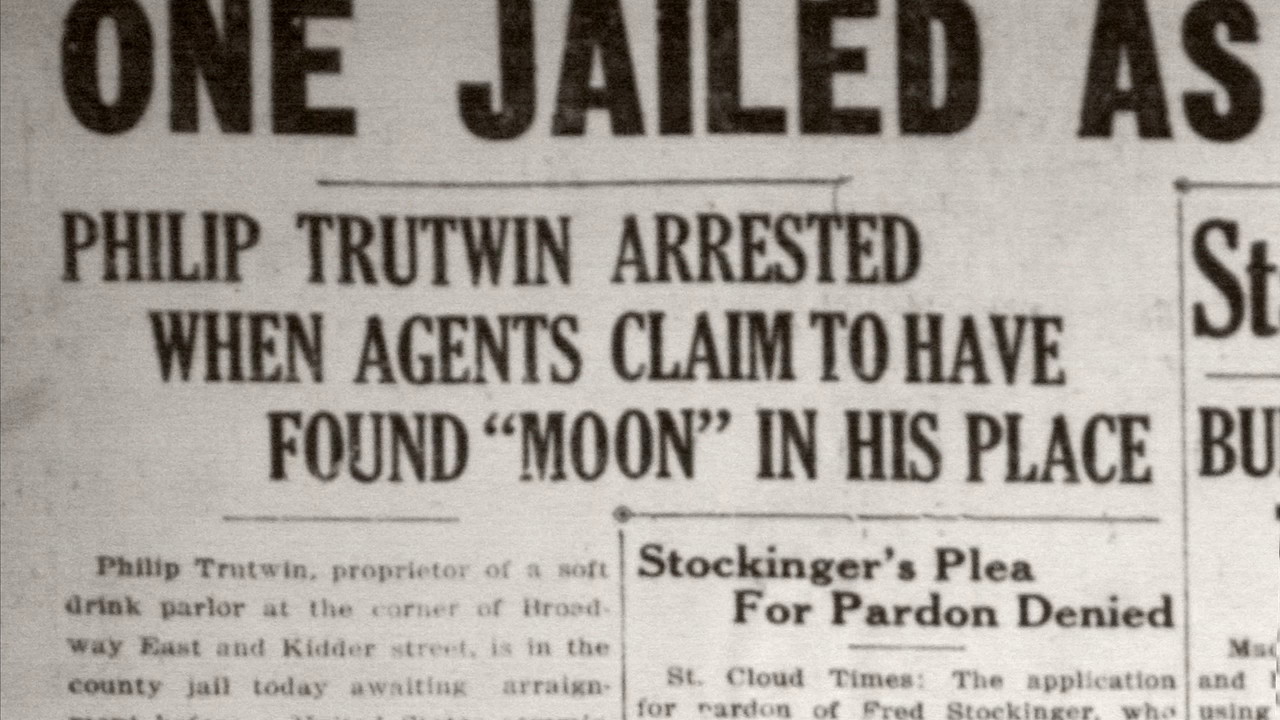 ONE JAILED AS
PHILIP TRUTWIN ARRESTED
WHEN AGENTS CLAIM TO HAVE
FOUND “MOON” IN HIS PLACE
Philip Trutwin, proprietor of a soft
drink parlor at the corner of Broad-
way East and Kidder street, is in the
county jail today awaiting arraign-
Stockinger's Plea
For Pardon Denied
St. Cloud Times: The application
for pardon of Fred Stockinger, who
St
BU
and
using